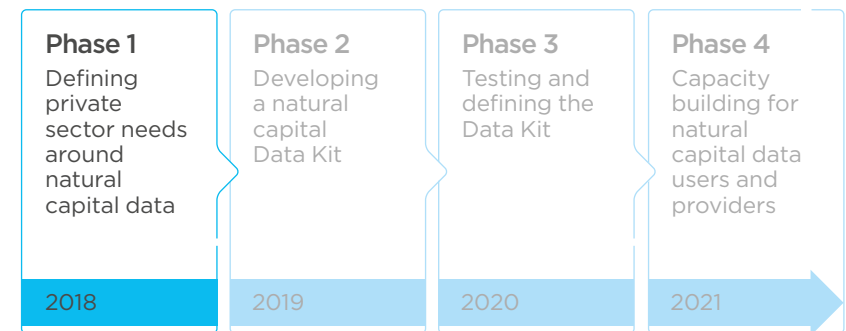 Phase 1
Defining
private
sector needs
around
natural
capital data
2018
Phase 2
Developing
a natural
capital
Data Kit
2019
Phase 3
Testing and
defining the
Data Kit
2020
Phase 4
Capacity
building for
natural
capital data
users and
providers
2021